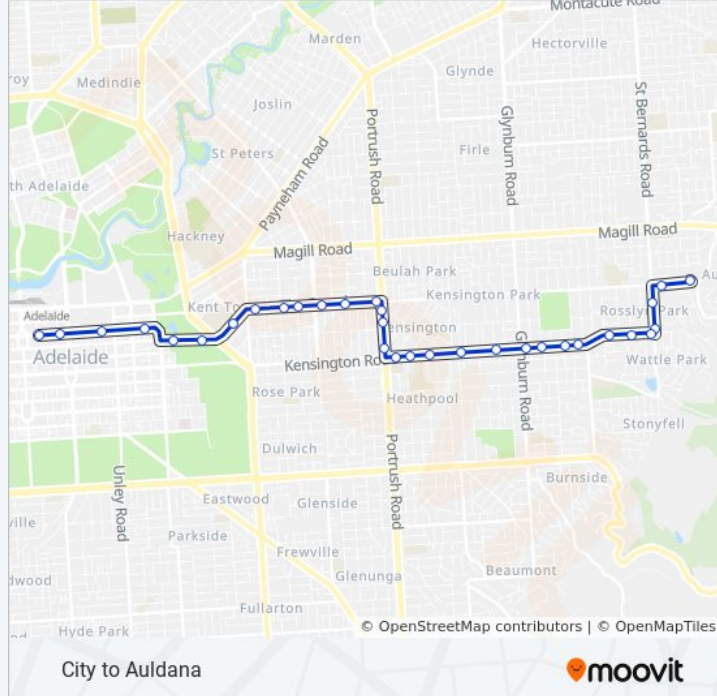 Montacute Road
Marden
Hectorville
roy
Medindie
Glynde
Joslin
Portrush Road
Glynburn Road
St Bernards Road
St Peters
Payneham Road
Firle
th Adelaide
Hackney
Magill Road
Magill Road
Beulah Park
Au
Kensington Park
Kent To
Rosslyn Park
Adelaide
Adelaide
ensington
Kensington Ro
Glynburn Road
Wattle Park
Rose Park
Heathpool
Stonyfell
Dulwich
Portrush Road
Unley Road
Burnside
Eastwood
Glenside
ville
Parkside
Frewville
Beaumont
dwood
Glenunga
Fullarton
Hyde Park
© OpenStreetMap contributors | © OpenMapTiles
City to Auldana
moovit